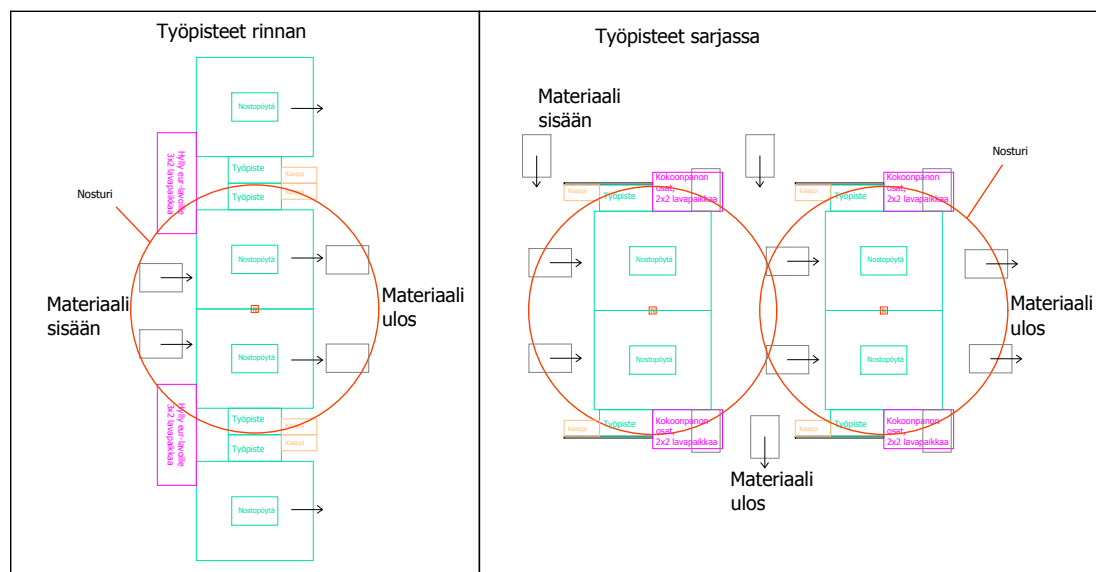 Työpisteet rinnan
Nostopöytä
Hylly eur-lavoille
3x2 lavapaikkaa
Työpiste
Kaappi
Työpiste
Nosturi
Nostopöytä
Materiaali
sisään
N
Materiaali
ulos
Nostopöytä
Hylly eur-lavoille
3x2 lavapaikkaa
Työpiste
Kaappi
Työpiste
Kaappi
Nostopöytä
Työpisteet sarjassa
Materiaali
sisään
Nosturi
Kaappi
Työpiste
Kokoonpanon
osat,
2x2 lavapaikkaa
Kaappi
Työpiste
Kokoonpanon
osat,
2x2 lavapaikkaa
Nostopöytä
Nostopöytä
N
N
Materiaali
ulos
Nostopöytä
Nostopöytä
Kaappi
Työpiste
Kokoonpanon
osat,
2x2 lavapaikkaa
Kaappi
Työpiste
Kokoonpanon
osat,
2x2 lavapaikkaa
Materiaali
ulos